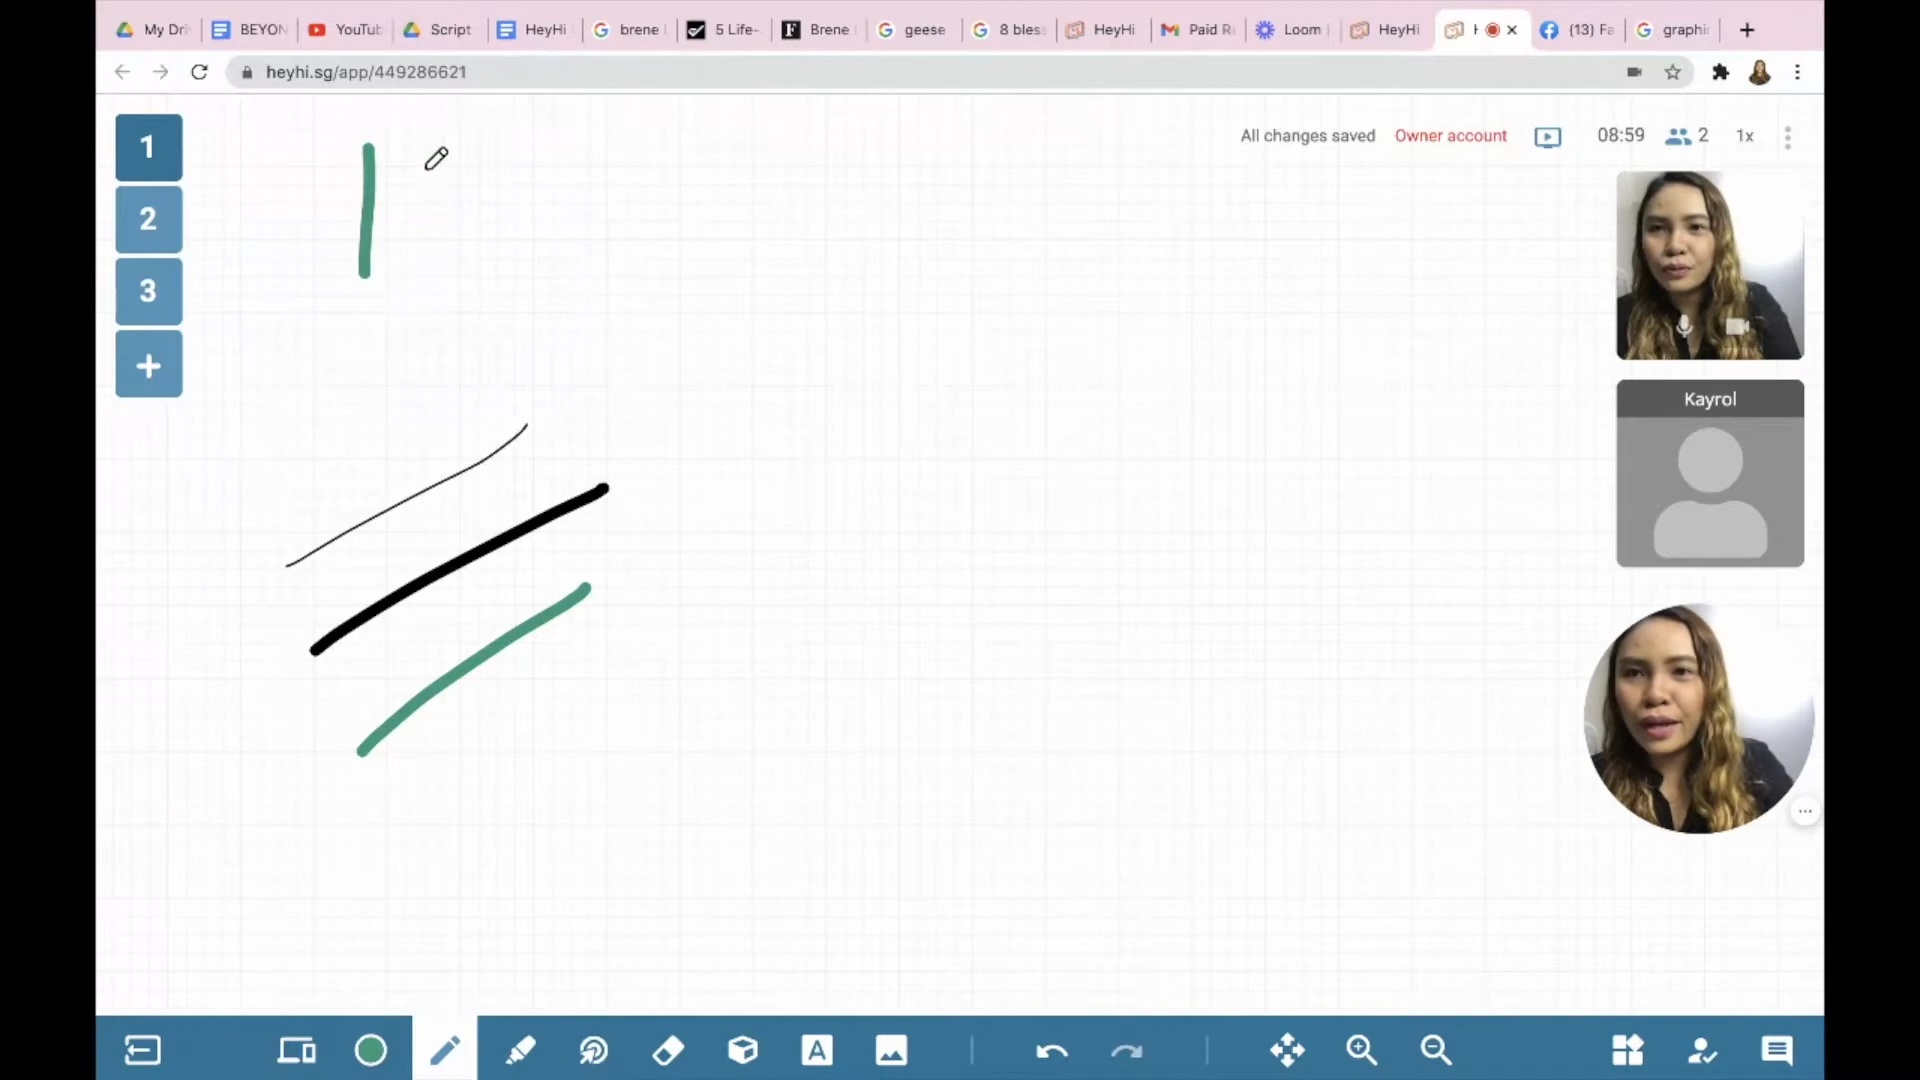 My Dri
BEYON
YouTub
Script
HeyHi
brene
5 Life-
Brene
geese
8 bless
HeyHi
Paid R
Loom
HeyHi
(13) Fa
graphi
heyhi.sg/app/449286621
1
2
3
All changes saved
Owner account
08:59
2
1x
Kayrol
A